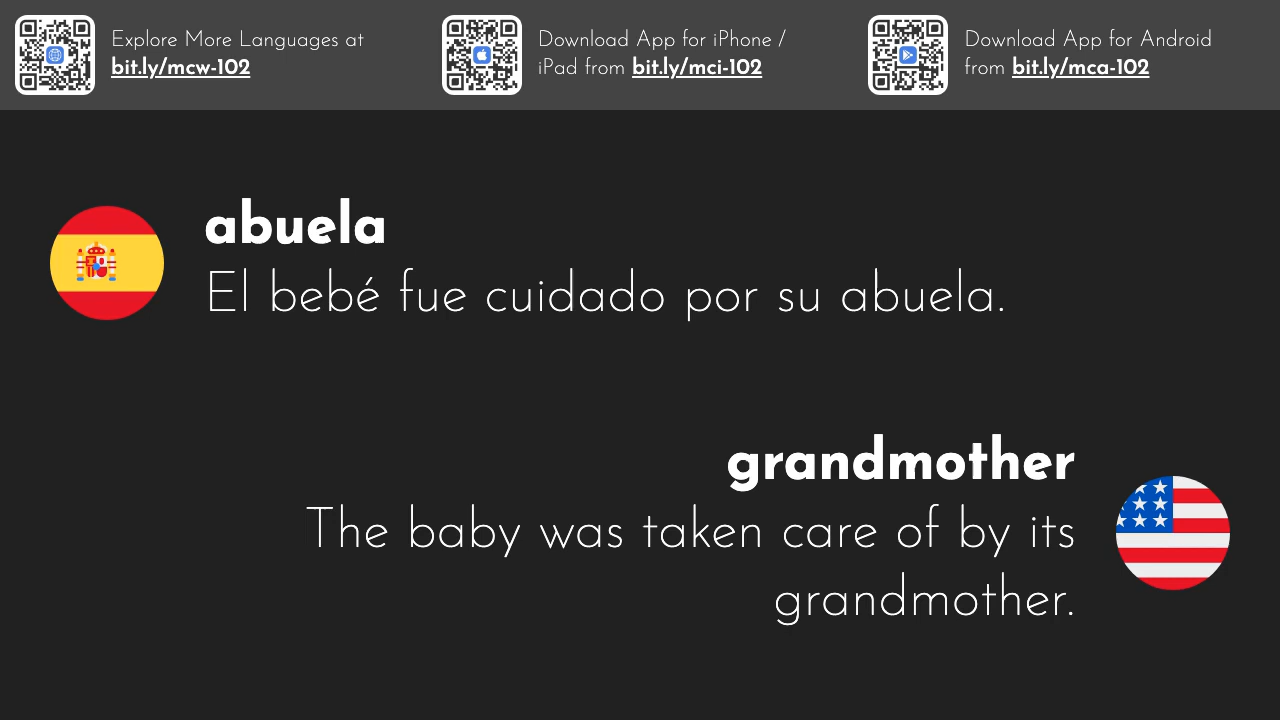 Explore More Languages at
bit.ly/mcw-102
Download App for iPhone /
iPad from bit.ly/mci-102
Download App for Android
from bit.ly/mca-102
abuela
El bebé fue cuidado por su abuela.
grandmother
The baby was taken care of by its
grandmother.